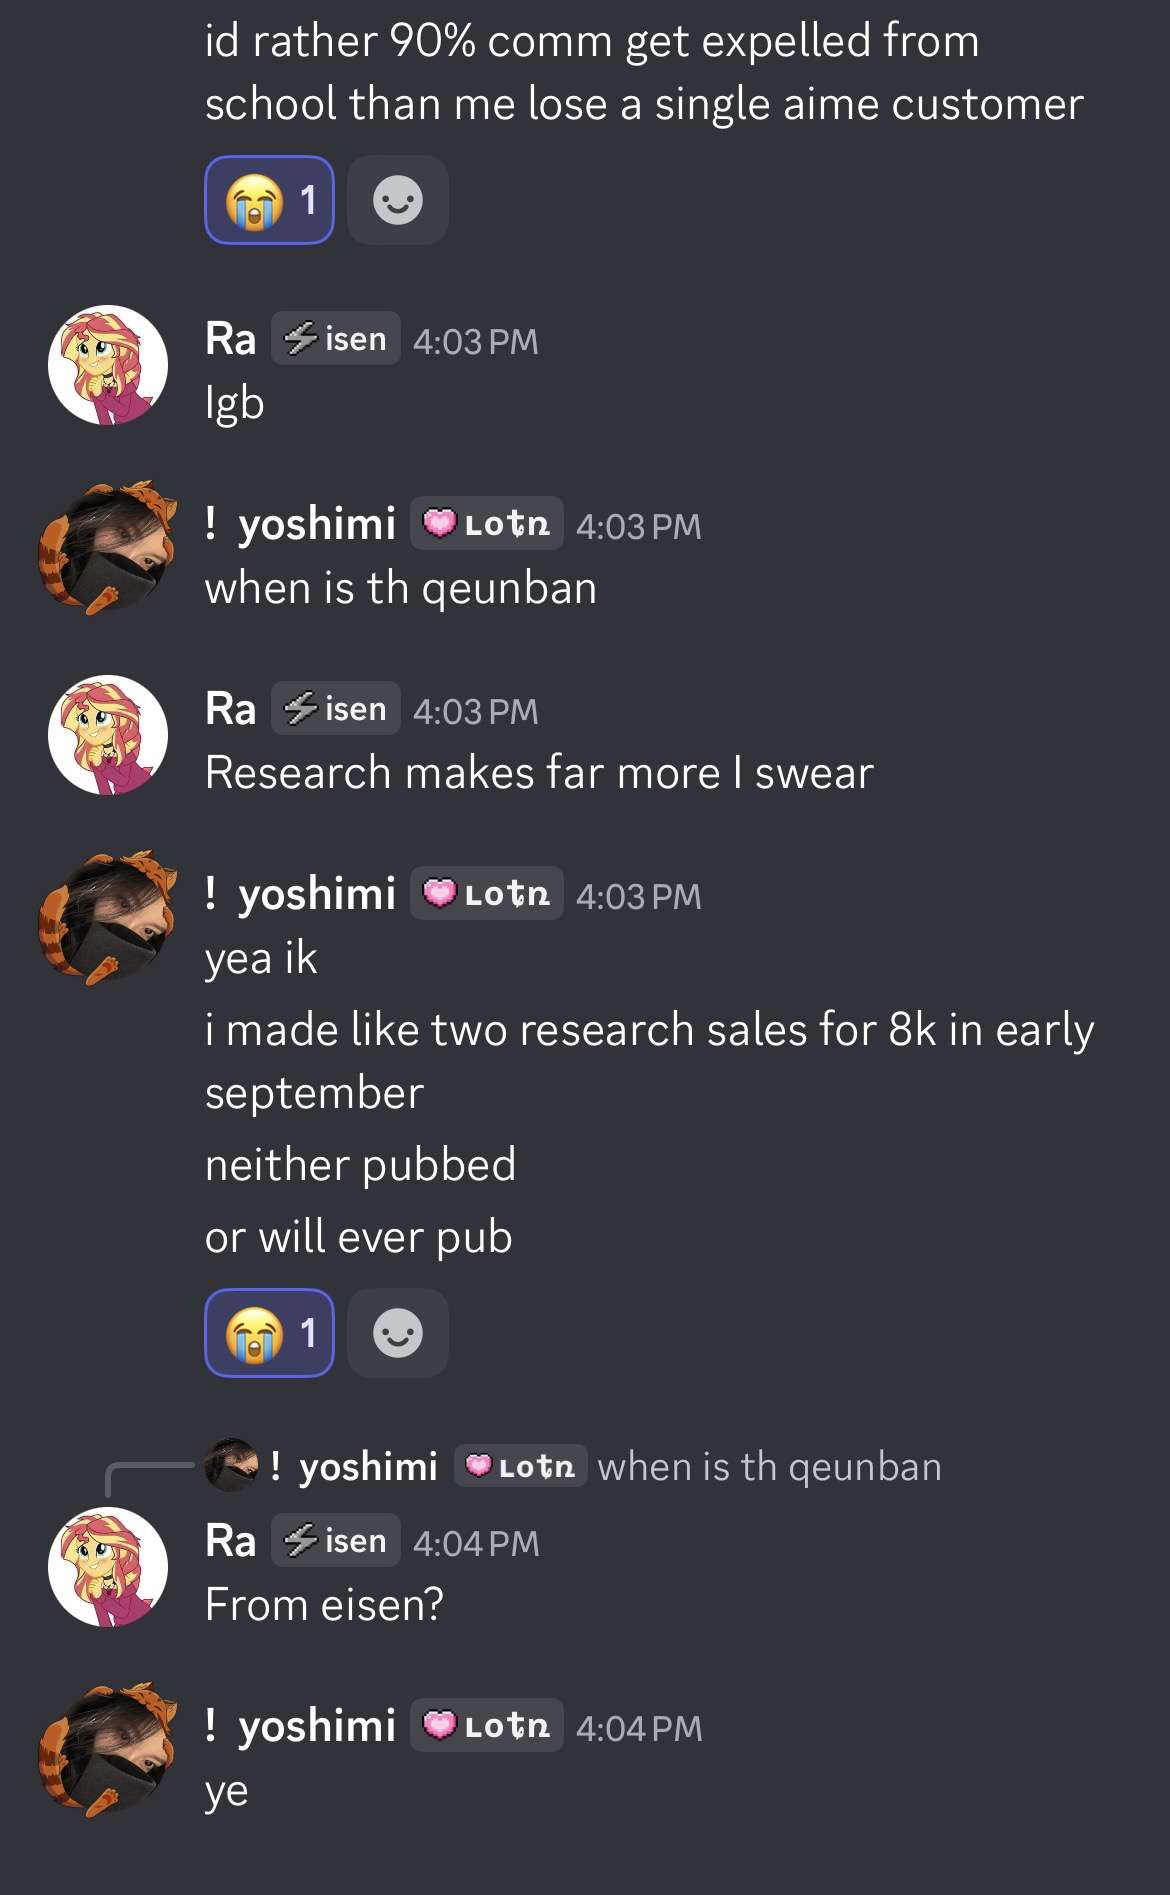 id rather 90% comm get expelled from
school than me lose a single aime customer
😭 1
Ra isen 4:03 PM
lgb
! yoshimi Lotn 4:03 PM
when is th qeunban
Ra isen 4:03 PM
Research makes far more I swear
! yoshimi Lotn 4:03 PM
yea ik
i made like two research sales for 8k in early
september
neither pubbed
or will ever pub
😭 1
! yoshimi Lotn when is th qeunban
Ra isen 4:04 PM
From eisen?
! yoshimi Lotn 4:04 PM
ye